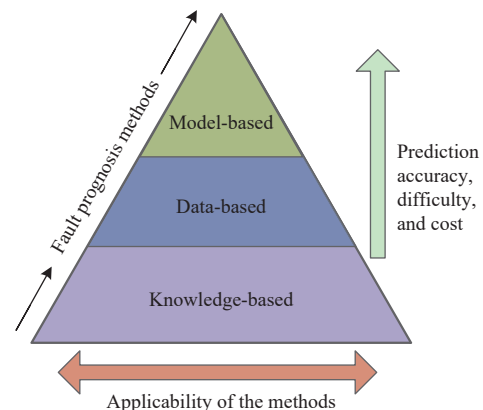 Fault prognosis methods
Model-based
Data-based
Knowledge-based
Prediction
accuracy,
difficulty,
and cost
Applicability of the methods